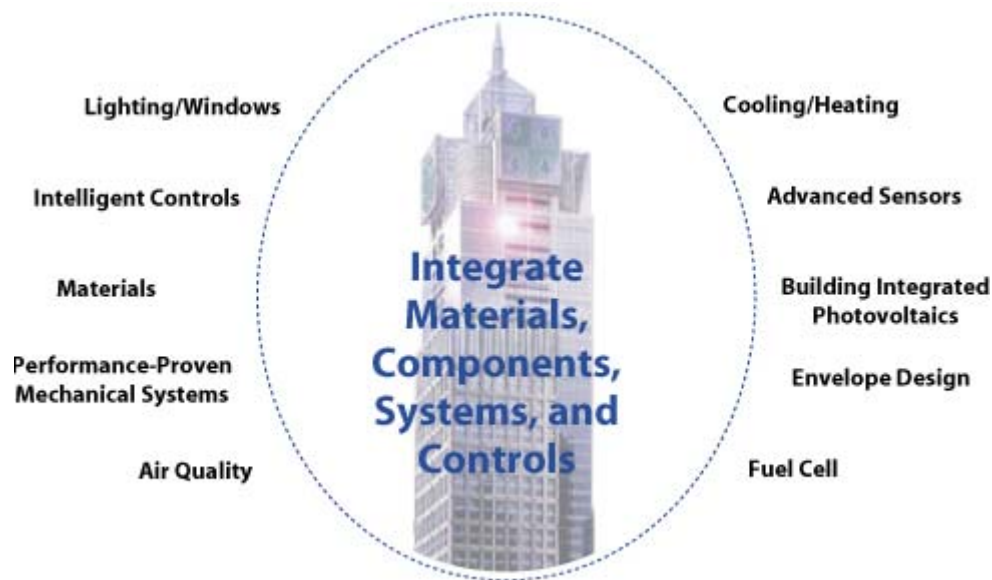 Lighting/Windows
Intelligent Controls
Materials
Performance-Proven
Mechanical Systems
Air Quality
Integrate
Materials,
Components,
Systems, and
Controls
Cooling/Heating
Advanced Sensors
Building Integrated
Photovoltaics
Envelope Design
Fuel Cell